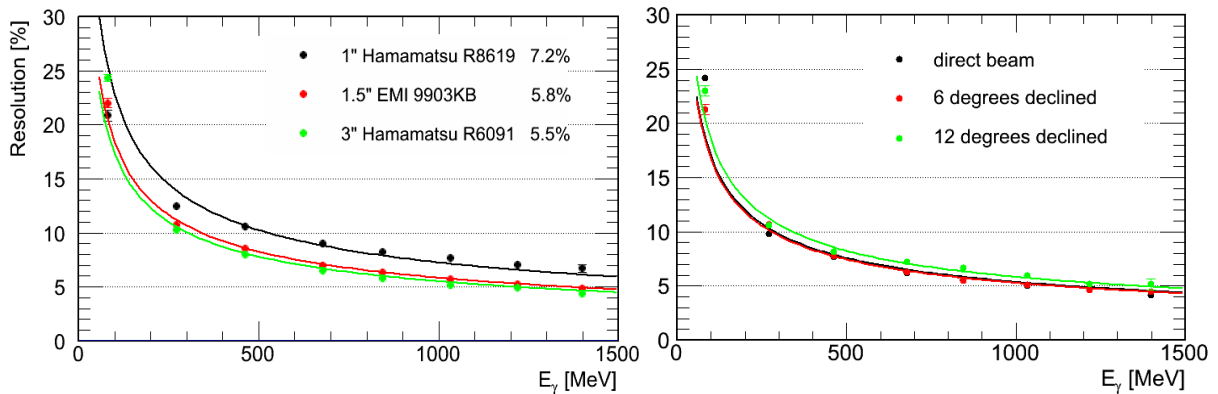 Resolution [%]
30
25
20
15
10
5
0
1" Hamamatsu R8619 7.2%
1.5" EMI 9903KB 5.8%
3" Hamamatsu R6091 5.5%
0 500 1000 1500
Eγ [MeV]
30
25
20
15
10
5
0
direct beam
6 degrees declined
12 degrees declined
0 500 1000 1500
Eγ [MeV]